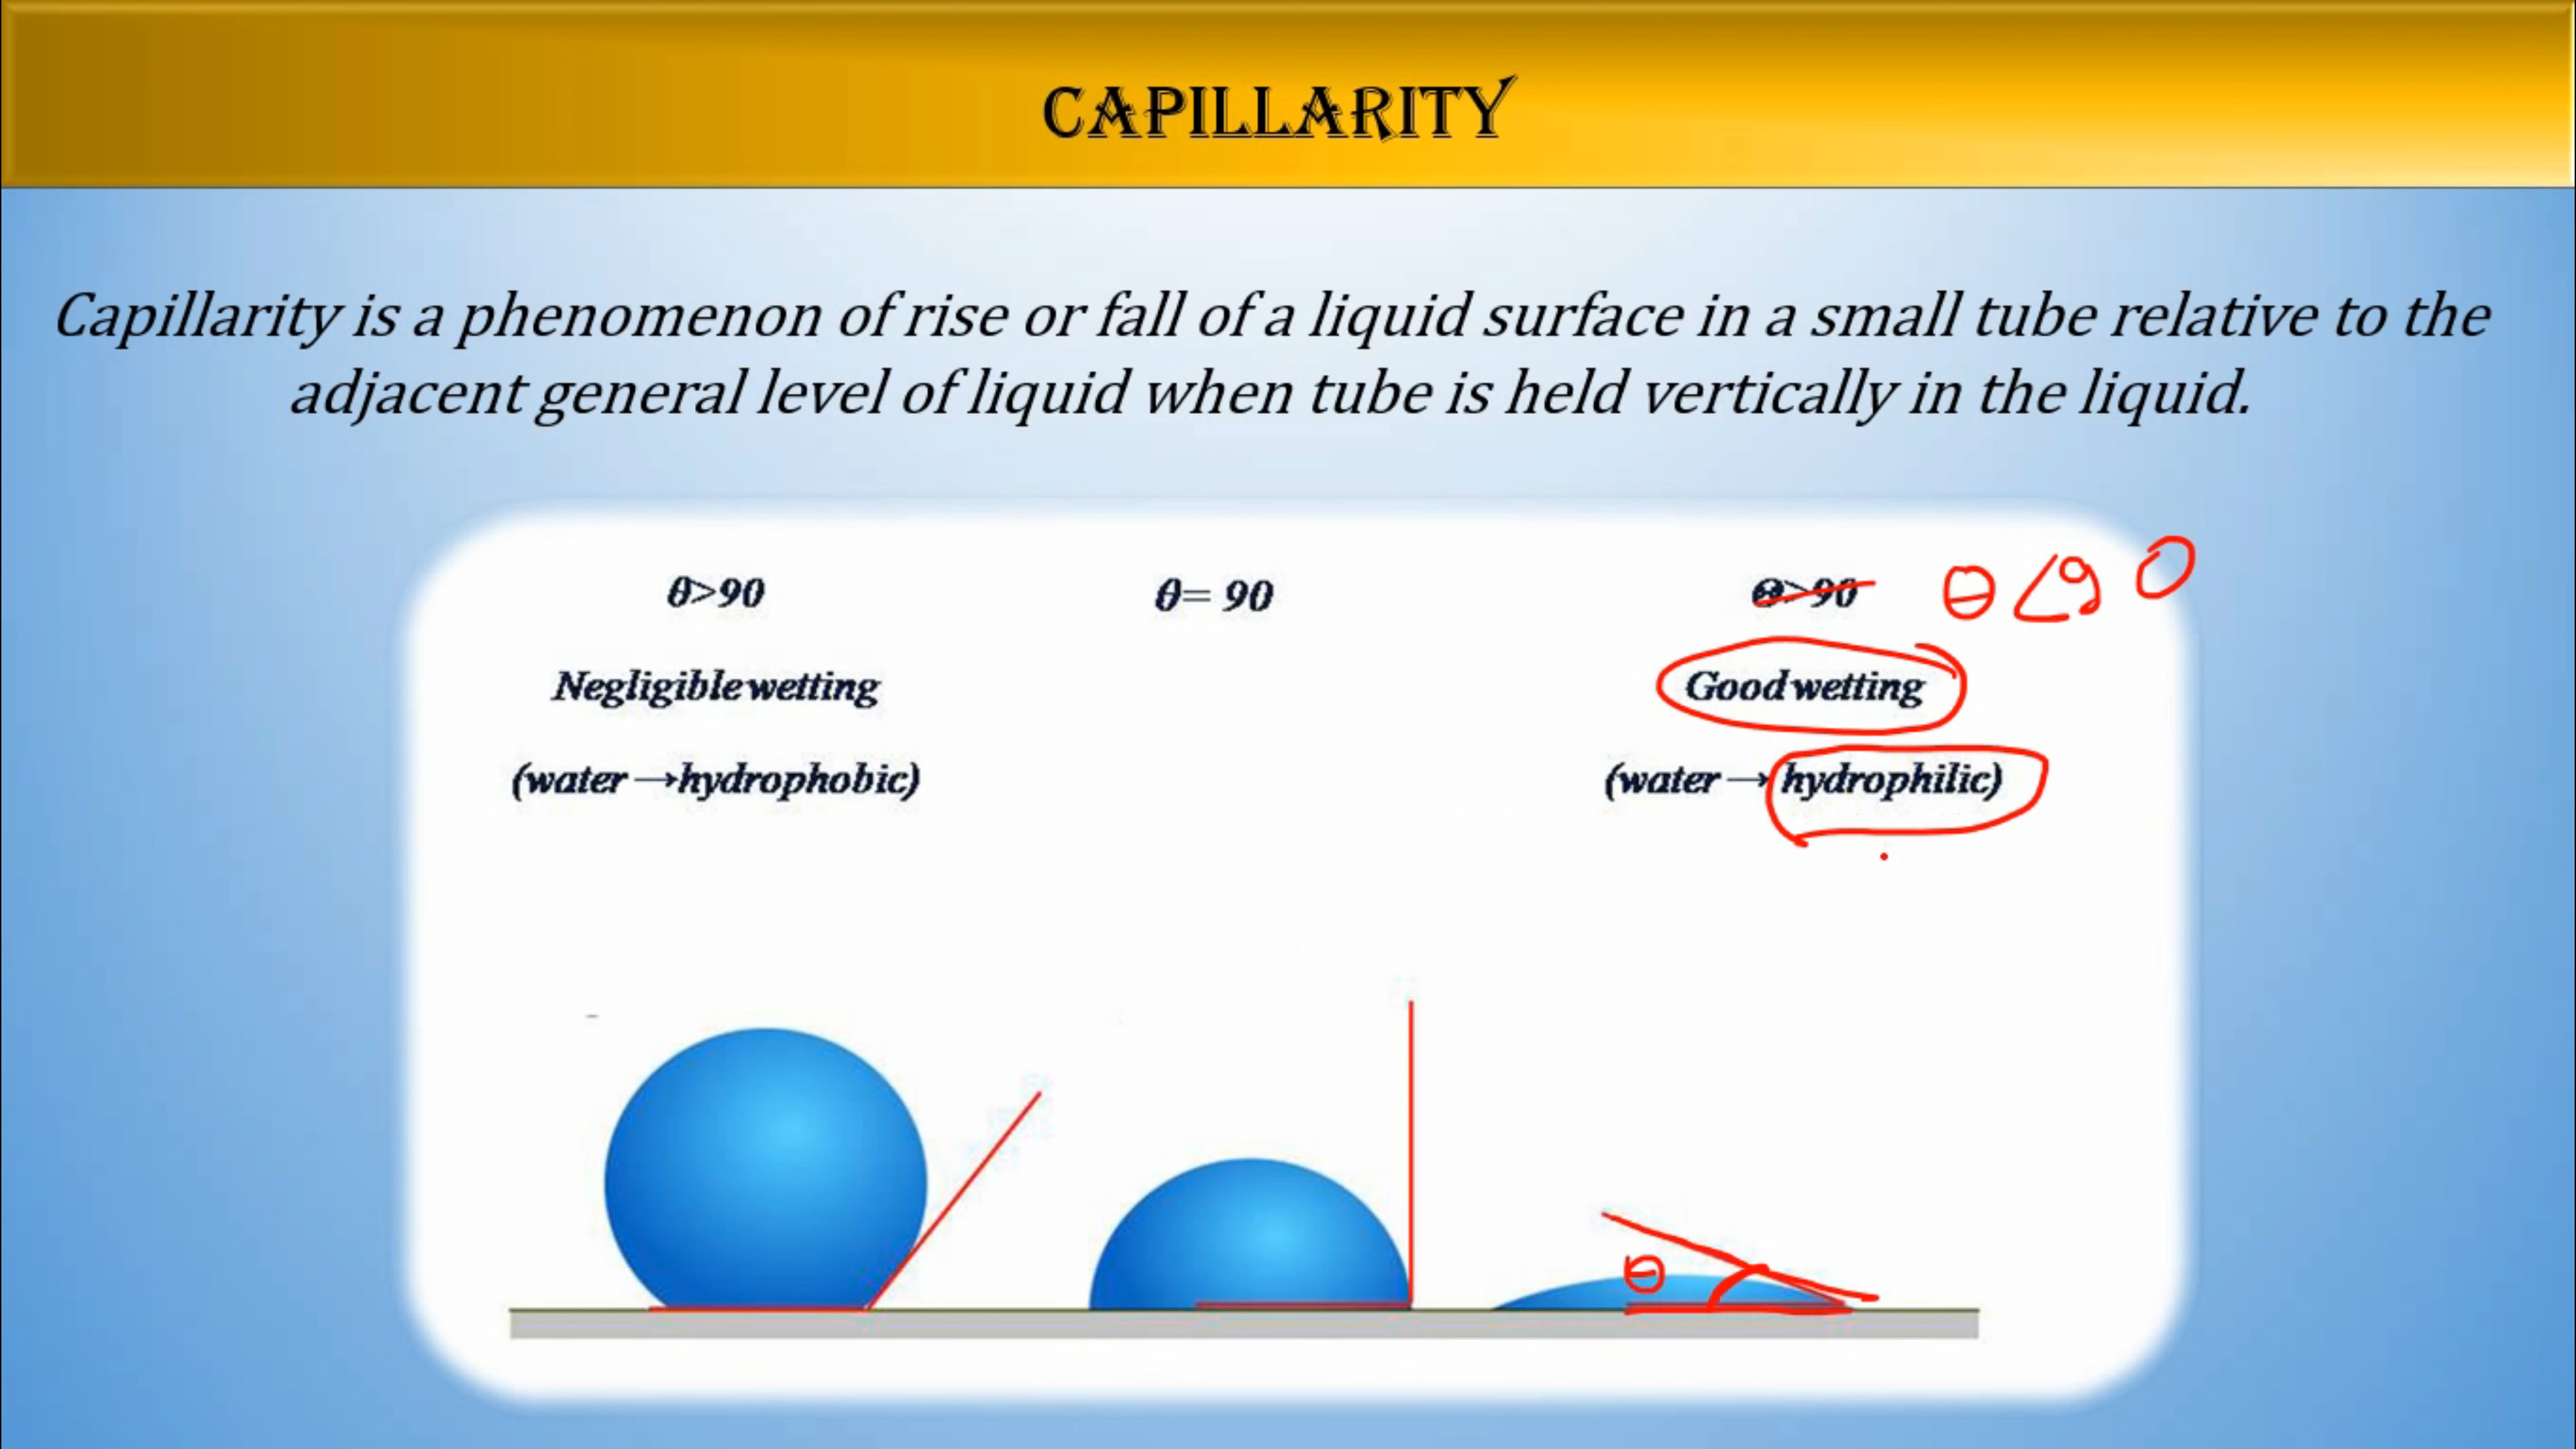 CAPILLARITY
Capillarity is a phenomenon of rise or fall of a liquid surface in a small tube relative to the
adjacent general level of liquid when tube is held vertically in the liquid.
θ>90 θ= 90 Θ>90 θ <90
Negligible wetting Good wetting
(water →hydrophobic) (water → hydrophilic)
θ